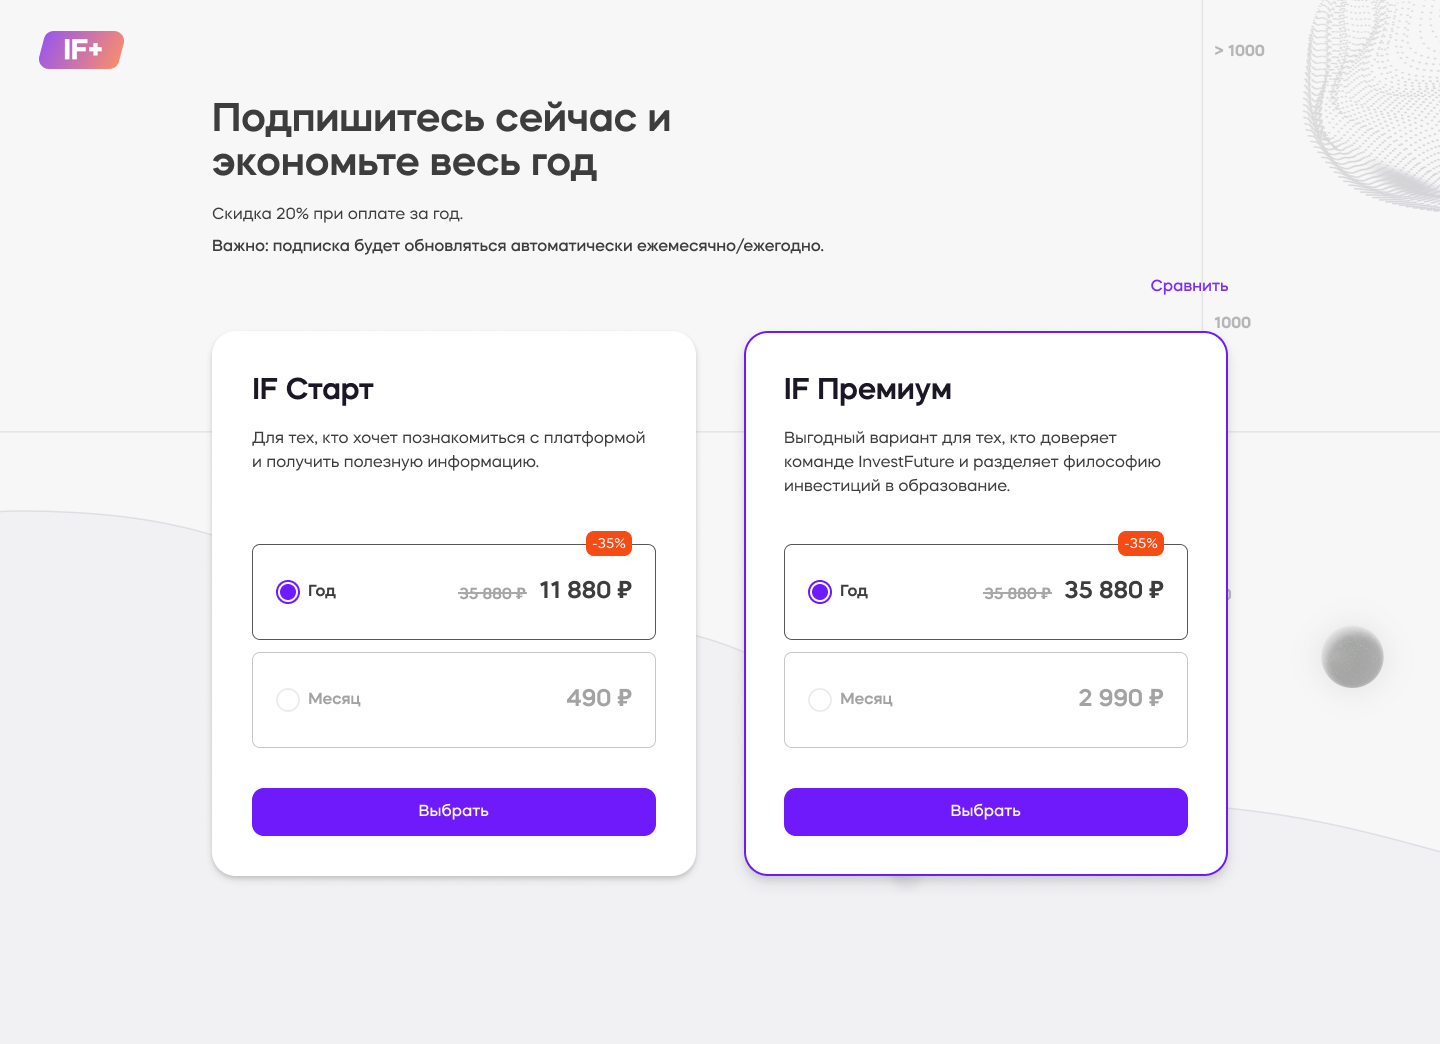 IF+
> 1000
Подпишитесь сейчас и
экономьте весь год
Скидка 20% при оплате за год.
Важно: подписка будет обновляться автоматически ежемесячно/ежегодно.
Сравнить
1000
IF Старт
Для тех, кто хочет познакомиться с платформой
и получить полезную информацию.
-35%
Год
35 880 ₽ 11 880 ₽
Месяц
490 ₽
Выбрать
IF Премиум
Выгодный вариант для тех, кто доверяет
команде InvestFuture и разделяет философию
инвестиций в образование.
-35%
Год
35 880 ₽ 35 880 ₽
Месяц
2 990 ₽
Выбрать